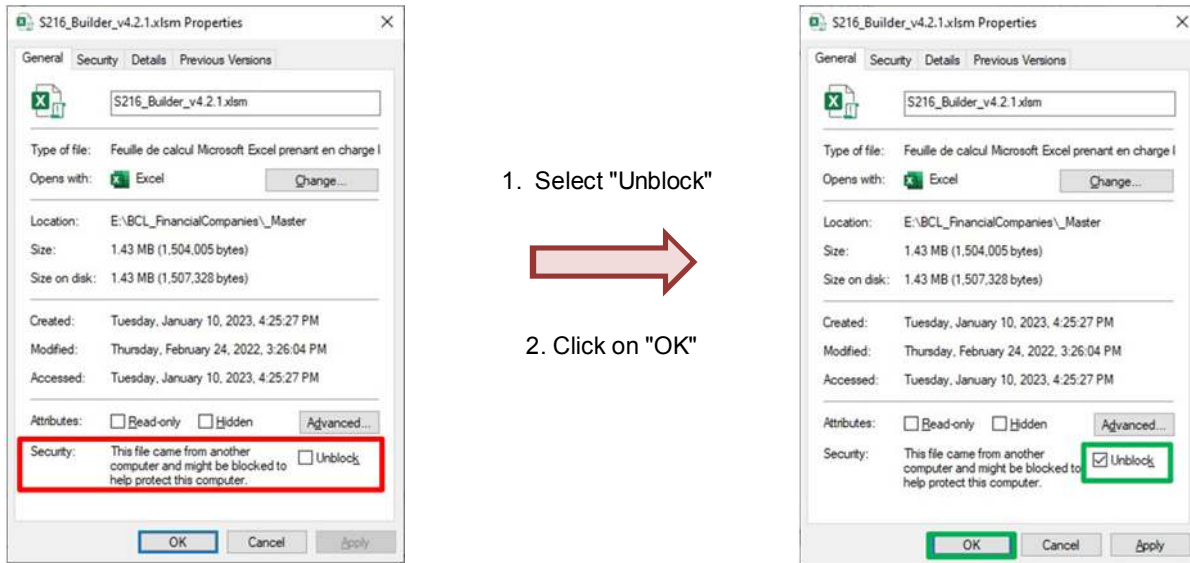 S216_Builder_v4.2.1.xlsm Properties
General Security Details Previous Versions
S216_Builder_v4.2.1.xlsm
Type of file: Feuille de calcul Microsoft Excel prenant en charge l
Opens with: Excel Change...
Location: E:\BCL_FinancialCompanies\_Master
Size: 1.43 MB (1,504,005 bytes)
Size on disk: 1.43 MB (1,507,328 bytes)
Created: Tuesday, January 10, 2023, 4:25:27 PM
Modified: Thursday, February 24, 2022, 3:26:04 PM
Accessed: Tuesday, January 10, 2023, 4:25:27 PM
Attributes: Read-only Hidden Advanced...
Security: This file came from another
computer and might be blocked to
help protect this computer.
Unblock
OK Cancel Apply
1. Select "Unblock"
2. Click on "OK"
S216_Builder_v4.2.1.xlsm Properties
General Security Details Previous Versions
S216_Builder_v4.2.1.xlsm
Type of file: Feuille de calcul Microsoft Excel prenant en charge l
Opens with: Excel Change...
Location: E:\BCL_FinancialCompanies\_Master
Size: 1.43 MB (1,504,005 bytes)
Size on disk: 1.43 MB (1,507,328 bytes)
Created: Tuesday, January 10, 2023, 4:25:27 PM
Modified: Thursday, February 24, 2022, 3:26:04 PM
Accessed: Tuesday, January 10, 2023, 4:25:27 PM
Attributes: Read-only Hidden Advanced...
Security: This file came from another
computer and might be blocked to
help protect this computer.
Unblock
OK Cancel Apply